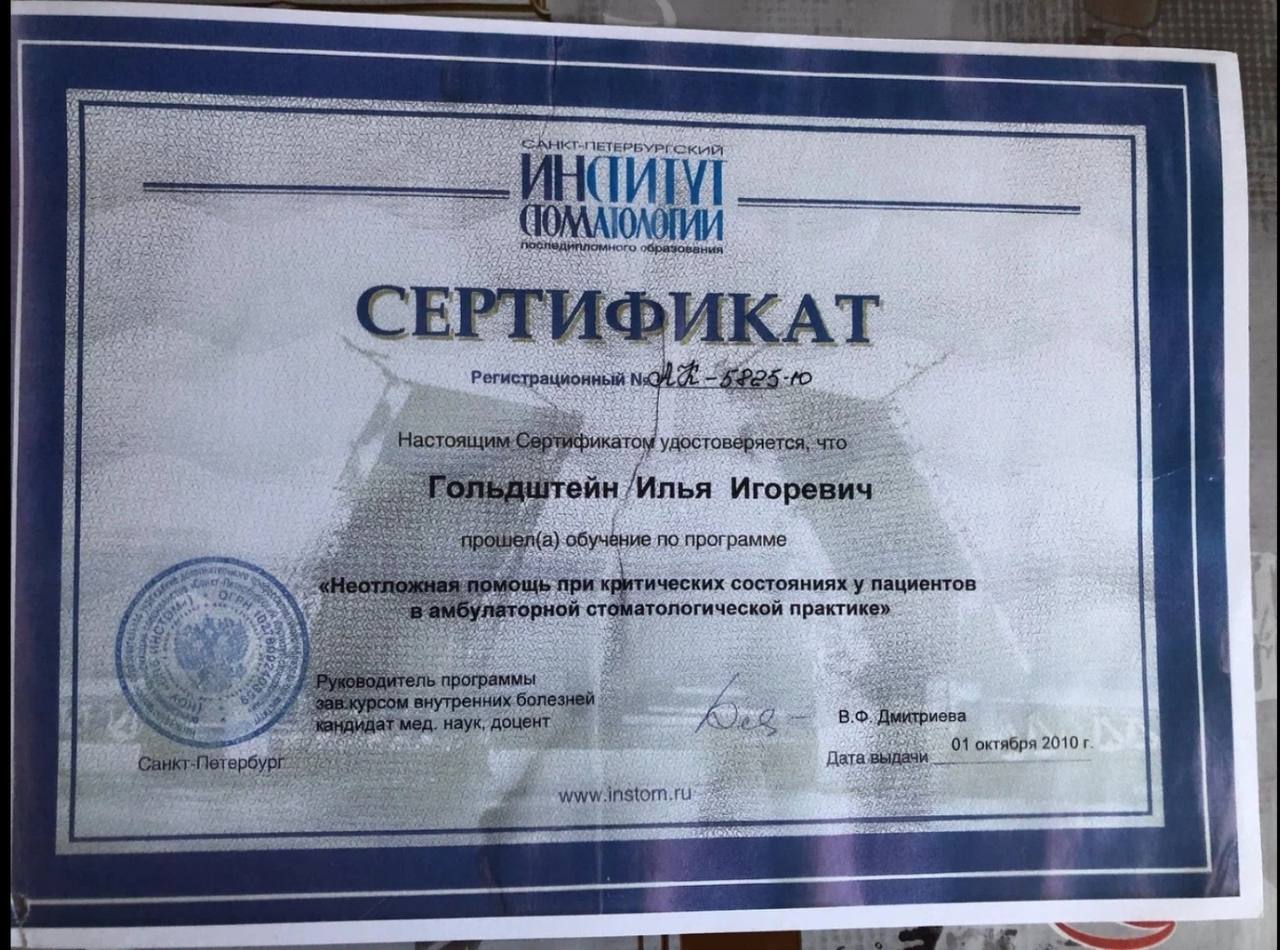 САНКТ-ПЕТЕРБУРГСКИЙ
ИНСТИТУТ
СТОМАТОЛОГИИ
последипломного образования
СЕРТИФИКАТ
Регистрационный № АК-5825-10
Настоящим Сертификатом удостоверяется, что
Гольдштейн Илья Игоревич
прошел(а) обучение по программе
«Неотложная помощь при критических состояниях у пациентов
в амбулаторной стоматологической практике»
Руководитель программы
зав.курсом внутренних болезней
кандидат мед. наук, доцент
В.Ф. Дмитриева
Дата выдачи 01 октября 2010 г.
Санкт-Петербург
www.instom.ru